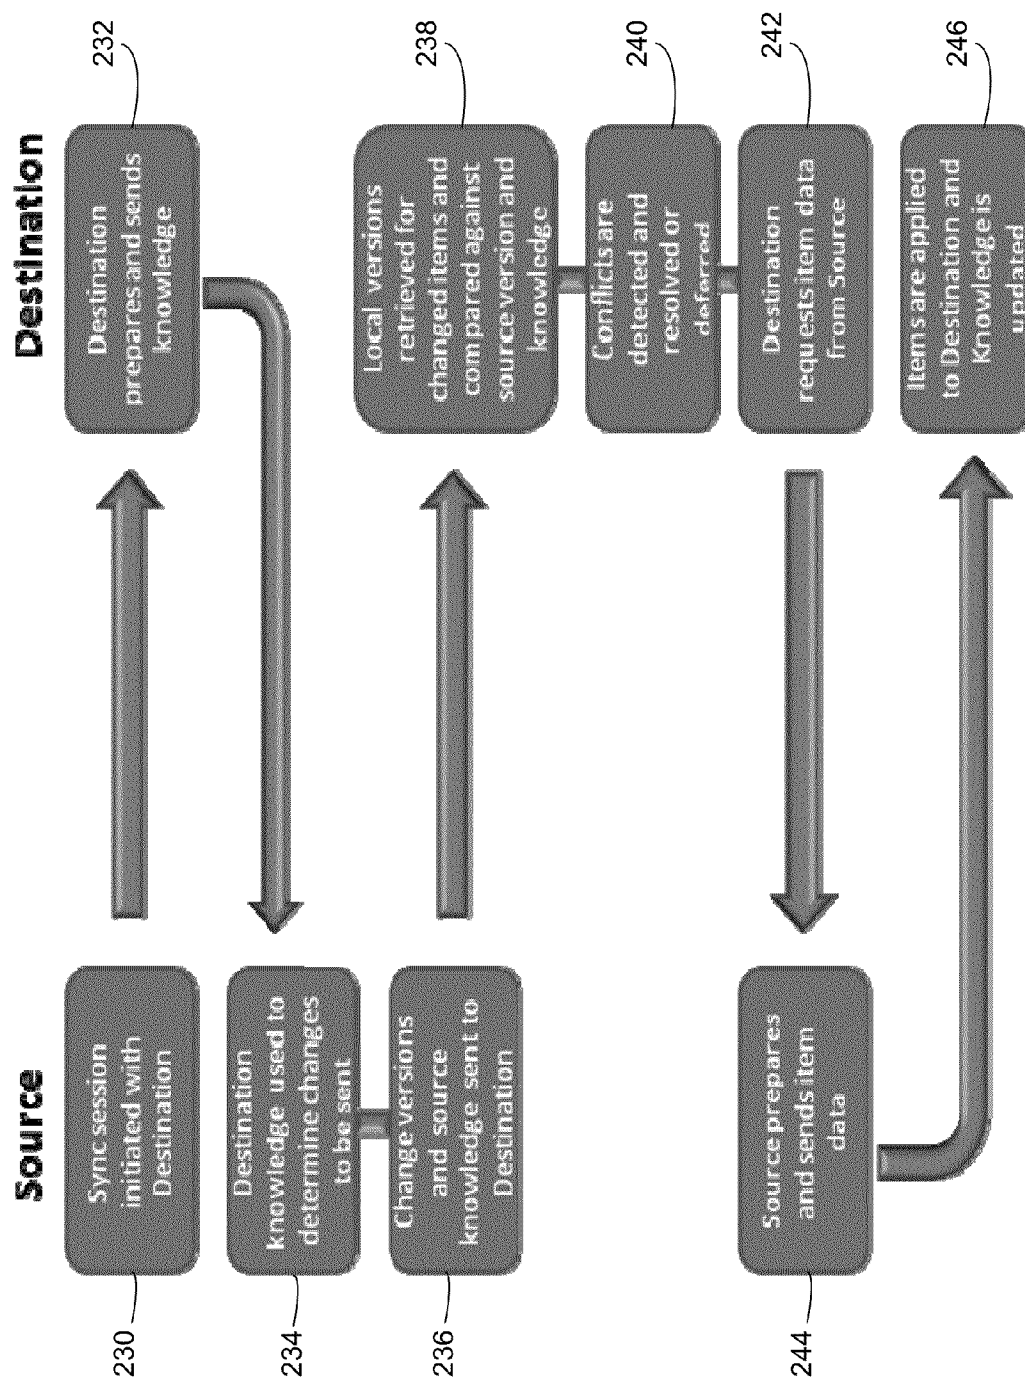 Source
Destination
230
Sync session
initiated with
Destination
Destination
prepares and sends
knowledge
232
234
Destination
knowledge used to
determine changes
to be sent
236
Change versions
and source
knowledge sent to
Destination
Local versions
retrieved for
changed items and
compared against
source version and
knowledge
238
Conflicts are
detected and
resolved or
deferred
240
Destination
requests item data
from Source
242
244
Source prepares
and sends item
data
Items are applied
to Destination and
Knowledge is
updated
246